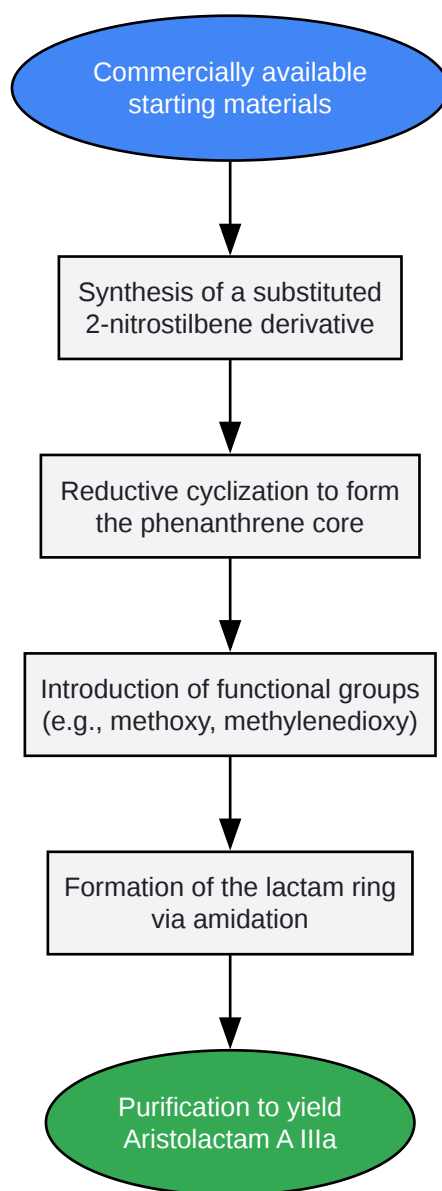 Commercially available
starting materials
Synthesis of a substituted
2-nitrostilbene derivative
Reductive cyclization to form
the phenanthrene core
Introduction of functional groups
(e.g., methoxy, methylenedioxy)
Formation of the lactam ring
via amidation
Purification to yield
Aristolactam A IIIa